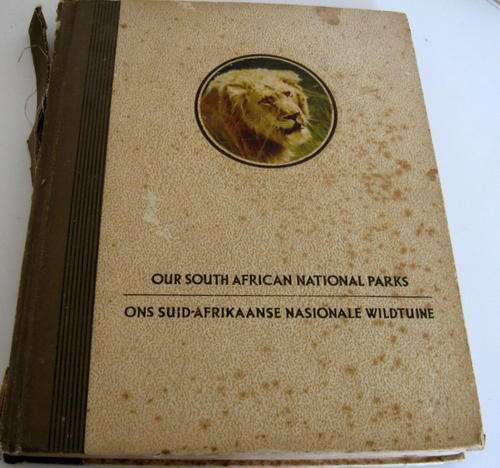 OUR SOUTH AFRICAN NATIONAL PARKS
ONS SUID-AFRIKAANSE NASIONALE WILDTUINE